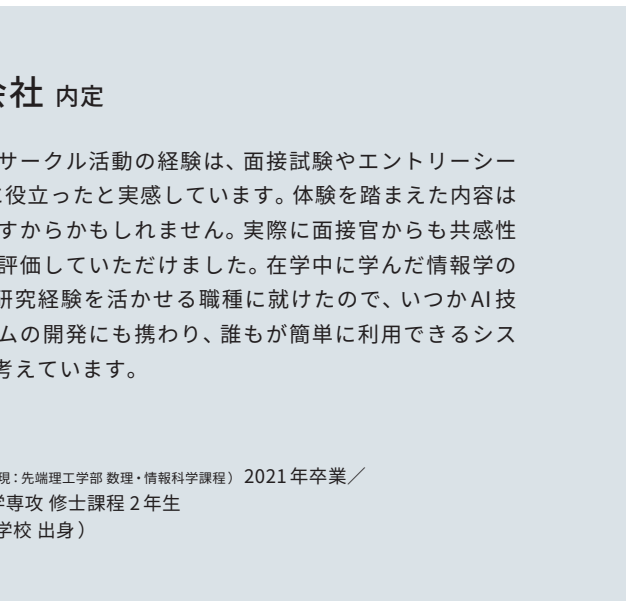 社 内定
サークル活動の経験は、面接試験やエントリーシー
役立ったと実感しています。体験を踏まえた内容は
すからかもしれません。実際に面接官からも共感性
評価していただけました。在学中に学んだ情報学の
研究経験を活かせる職種に就けたので、いつかAI技
ムの開発にも携わり、誰もが簡単に利用できるシス
考えています。
現：先端理工学部 数理・情報科学課程） 2021年卒業／
学専攻 修士課程 2年生
学校 出身）